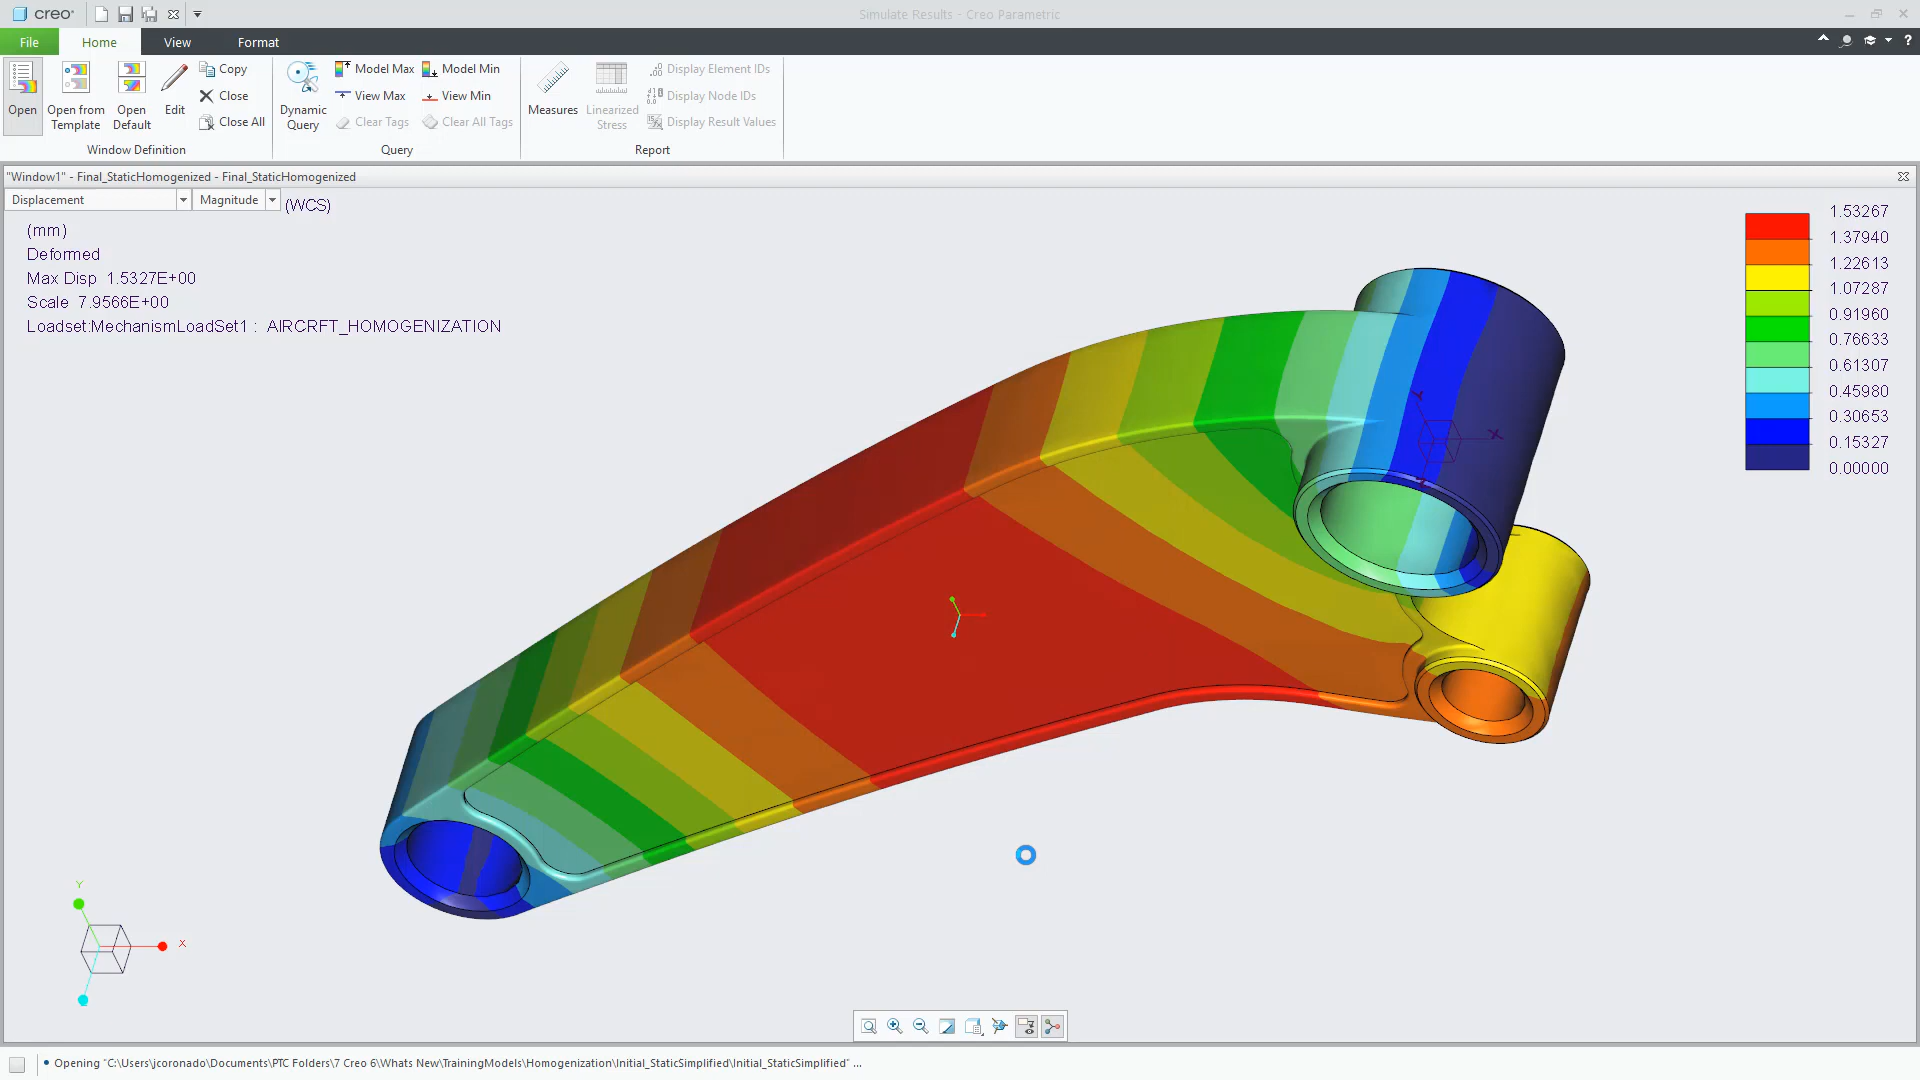 creo
Simulate Results - Creo Parametric
File
Home
View
Format
Open
Open from Template
Open Default
Edit
Copy
Close
Close All
Window Definition
Dynamic Query
Model Max
Model Min
View Max
View Min
Clear Tags
Clear All Tags
Query
Measures
Linearized Stress
Display Element IDs
Display Node IDs
Display Result Values
Report
"Window1" - Final_StaticHomogenized - Final_StaticHomogenized
Displacement
Magnitude
(WCS)
(mm)
Deformed
Max Disp 1.5327E+00
Scale 7.9566E+00
Loadset:MechanismLoadSet1 : AIRCRFT_HOMOGENIZATION
1.53267
1.37940
1.22613
1.07287
0.91960
0.76633
0.61307
0.45980
0.30653
0.15327
0.00000
Y
X
Z
Y
X
Opening "C:\Users\jcoronado\Documents\PTC Folders\7 Creo 6\Whats New\TrainingModels\Homogenization\Initial_StaticSimplified\Initial_StaticSimplified" ...